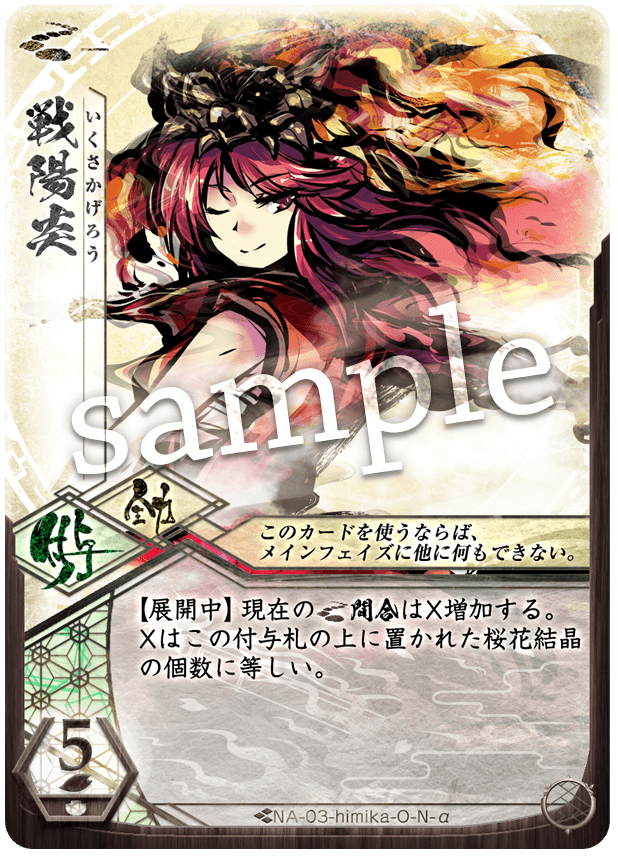 戦陽炎
いくさかげろう
sample
付与
全力
このカードを使うならば、
メインフェイズに他に何もできない。
【展開中】現在の間合はX増加する。
Xはこの付与札の上に置かれた桜花結晶
の個数に等しい。
5
NA-03-himika-O-N-α